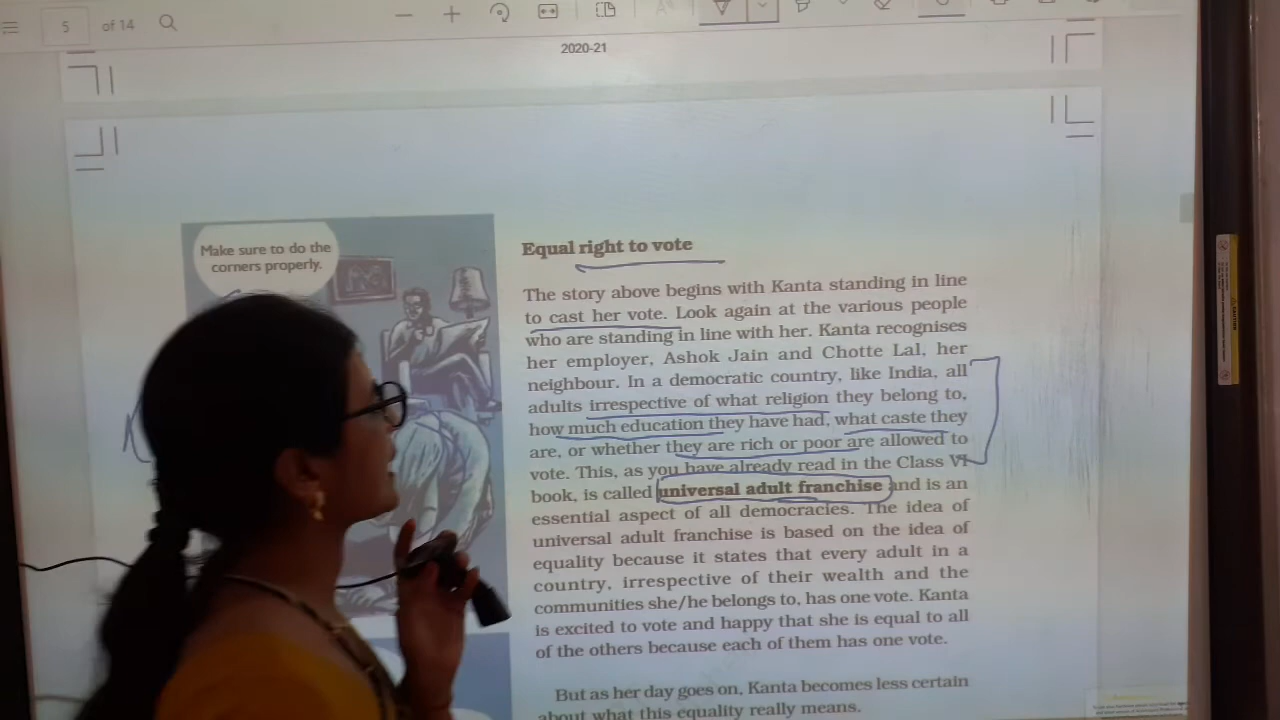 5 of 14
2020-21
Make sure to do the
corners properly.
Equal right to vote
The story above begins with Kanta standing in line
to cast her vote. Look again at the various people
who are standing in line with her. Kanta recognises
her employer, Ashok Jain and Chotte Lal, her
neighbour. In a democratic country, like India, all
adults irrespective of what religion they belong to,
how much education they have had, what caste they
are, or whether they are rich or poor are allowed to
vote. This, as you have already read in the Class VI
book, is called universal adult franchise and is an
essential aspect of all democracies. The idea of
universal adult franchise is based on the idea of
equality because it states that every adult in a
country, irrespective of their wealth and the
communities she/he belongs to, has one vote. Kanta
is excited to vote and happy that she is equal to all
of the others because each of them has one vote.
But as her day goes on, Kanta becomes less certain
about what this equality really means.